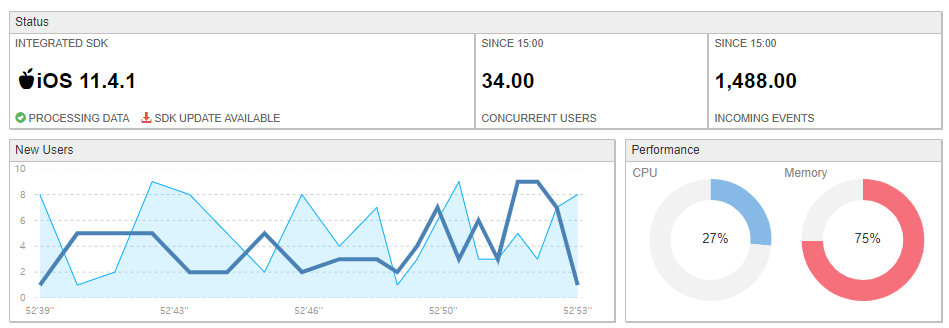 Status
INTEGRATED SDK
iOS 11.4.1
PROCESSING DATA SDK UPDATE AVAILABLE
SINCE 15:00
34.00
CONCURRENT USERS
SINCE 15:00
1,488.00
INCOMING EVENTS
New Users
10
8
6
4
2
0
52'39" 52'43" 52'46" 52'50" 52'53"
Performance
CPU
27%
Memory
75%